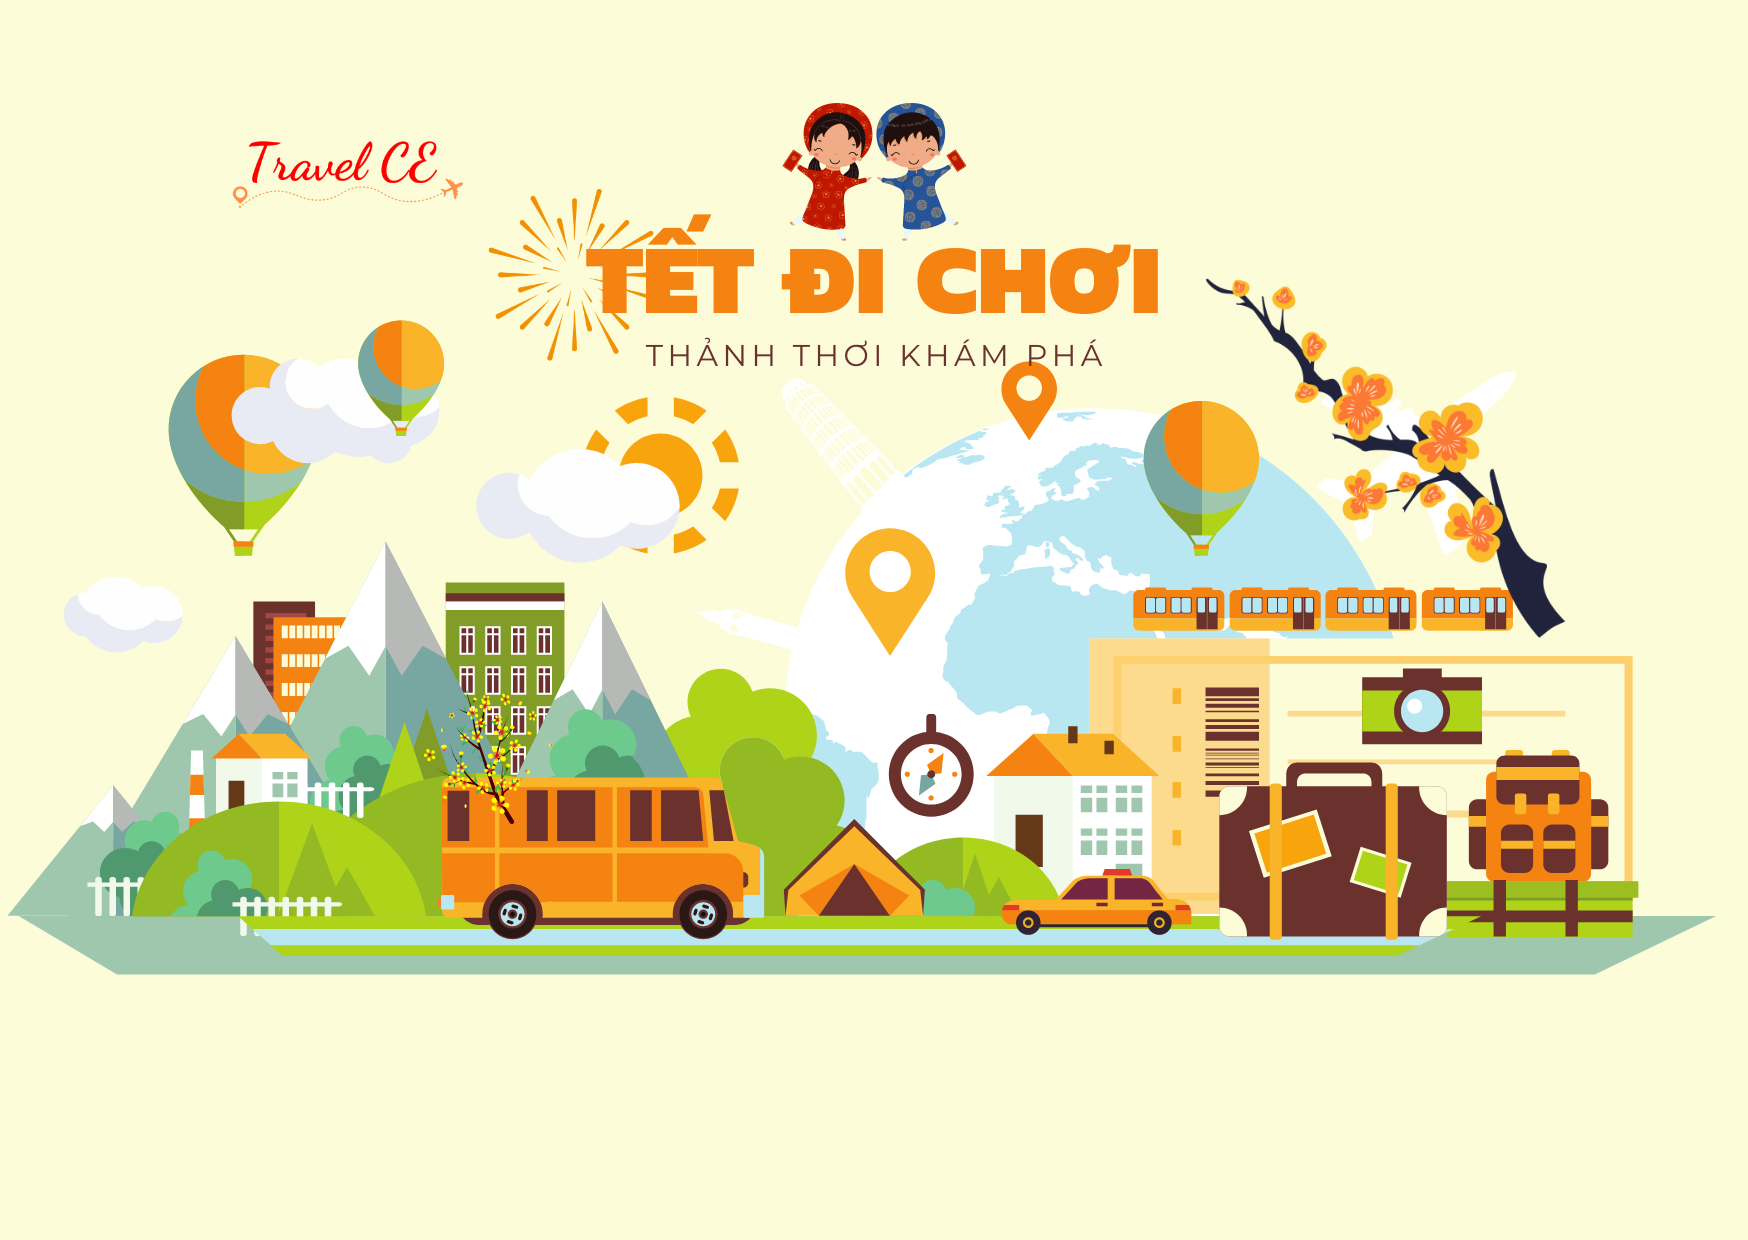 Travel CE
TẾT ĐI CHƠI
THẢNH THƠI KHÁM PHÁ